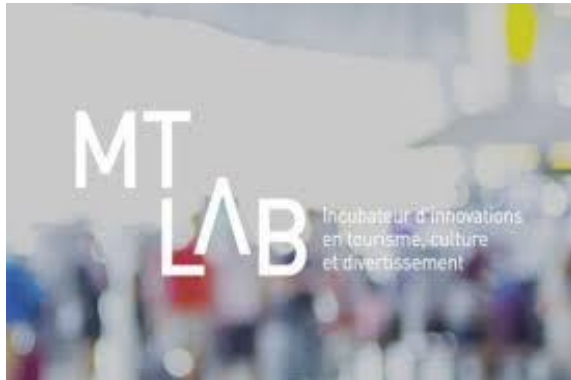 MT
LAB
Incubateur d'innovations
en tourisme, culture
et divertissement